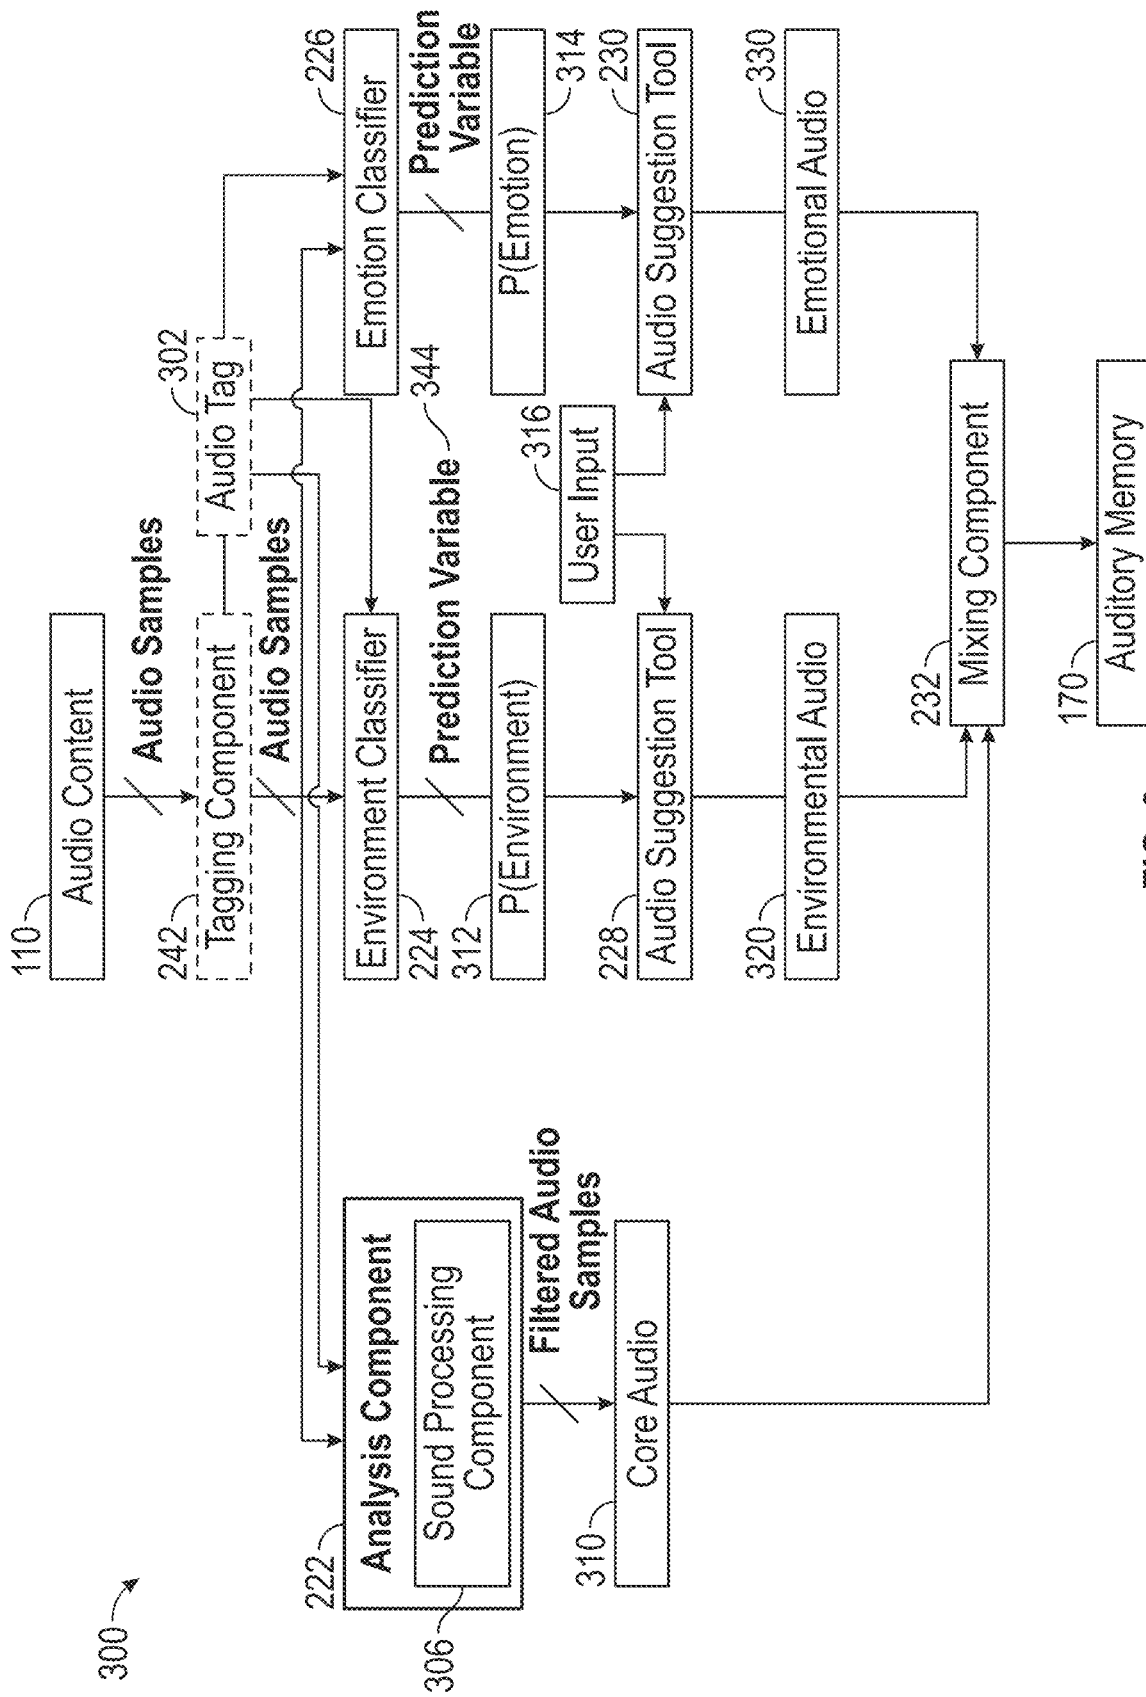 300
110
Audio Content
Audio Samples
242
Tagging Component
302
Audio Tag
Audio Samples
222
Analysis Component
306
Sound Processing
Component
Filtered Audio
Samples
310
Core Audio
Environment Classifier
224
Prediction Variable
344
312
P(Environment)
226
Emotion Classifier
Prediction
Variable
314
P(Emotion)
316
User Input
228
Audio Suggestion Tool
230
Audio Suggestion Tool
320
Environmental Audio
330
Emotional Audio
232
Mixing Component
170
Auditory Memory